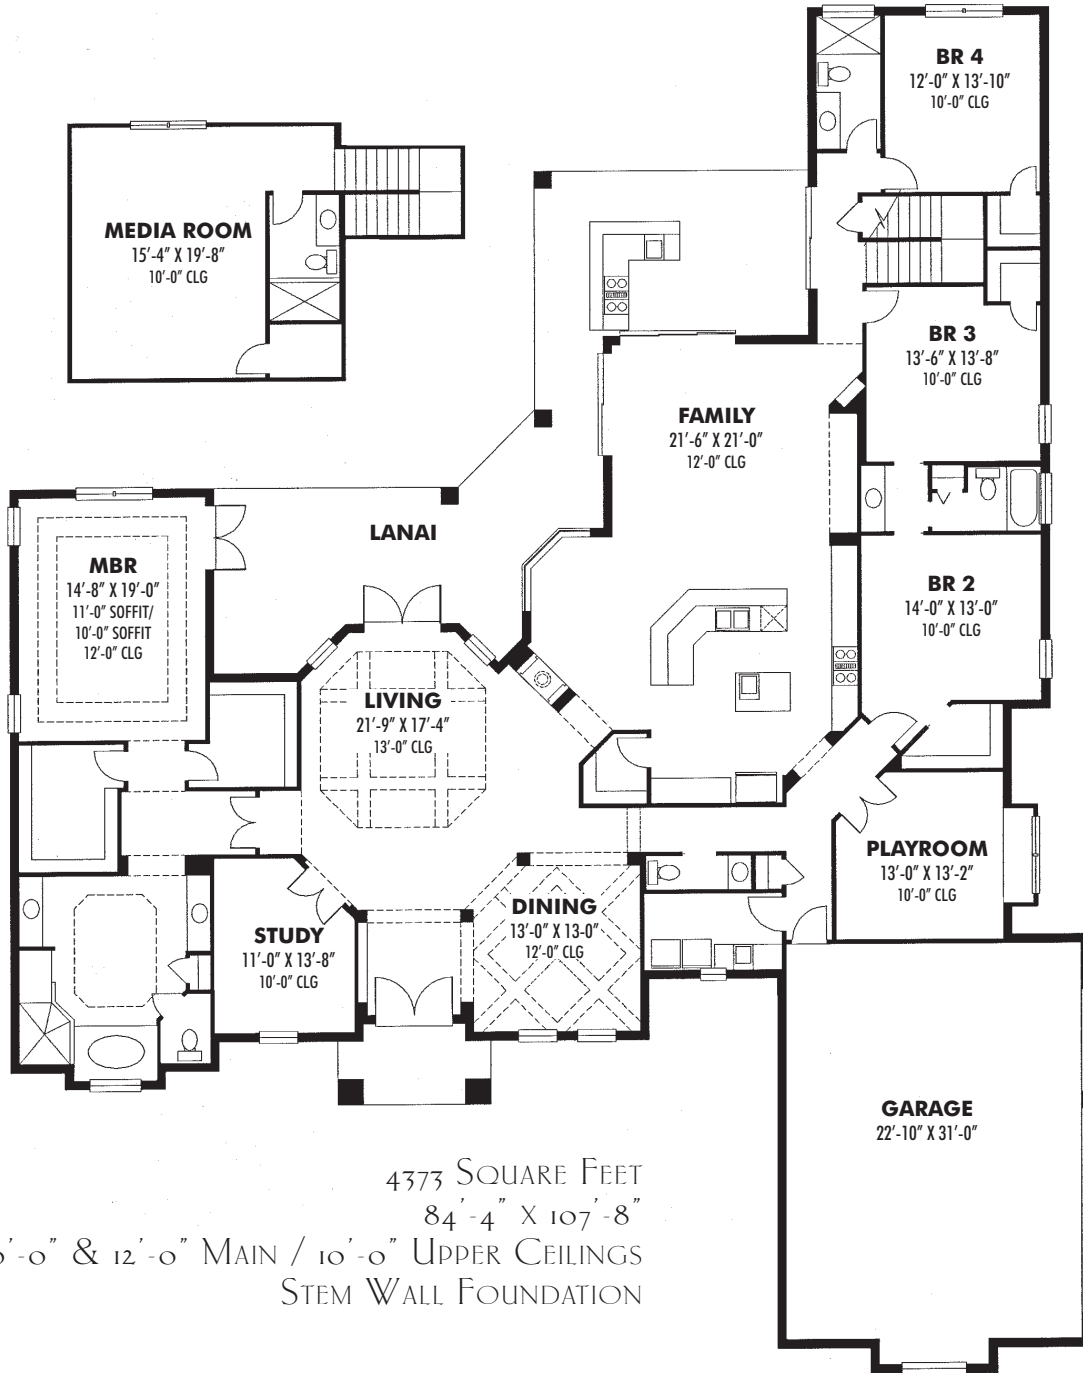 BR 4
12'-0" X 13'-10"
10'-0" CLG
MEDIA ROOM
15'-4" X 19'-8"
10'-0" CLG
BR 3
13'-6" X 13'-8"
10'-0" CLG
FAMILY
21'-6" X 21'-0"
12'-0" CLG
LANAI
MBR
14'-8" X 19'-0"
11'-0" SOFFIT/
10'-0" SOFFIT
12'-0" CLG
BR 2
14'-0" X 13'-0"
10'-0" CLG
LIVING
21'-9" X 17'-4"
13'-0" CLG
PLAYROOM
13'-0" X 13'-2"
10'-0" CLG
DINING
13'-0" X 13-0"
12'-0" CLG
STUDY
11'-0" X 13'-8"
10'-0" CLG
GARAGE
22'-10" X 31'-0"
4373 SQUARE FEET
84'-4" X 107'-8"
'-0" & 12'-0" MAIN / 10'-0" UPPER CEILINGS
STEM WALL FOUNDATION